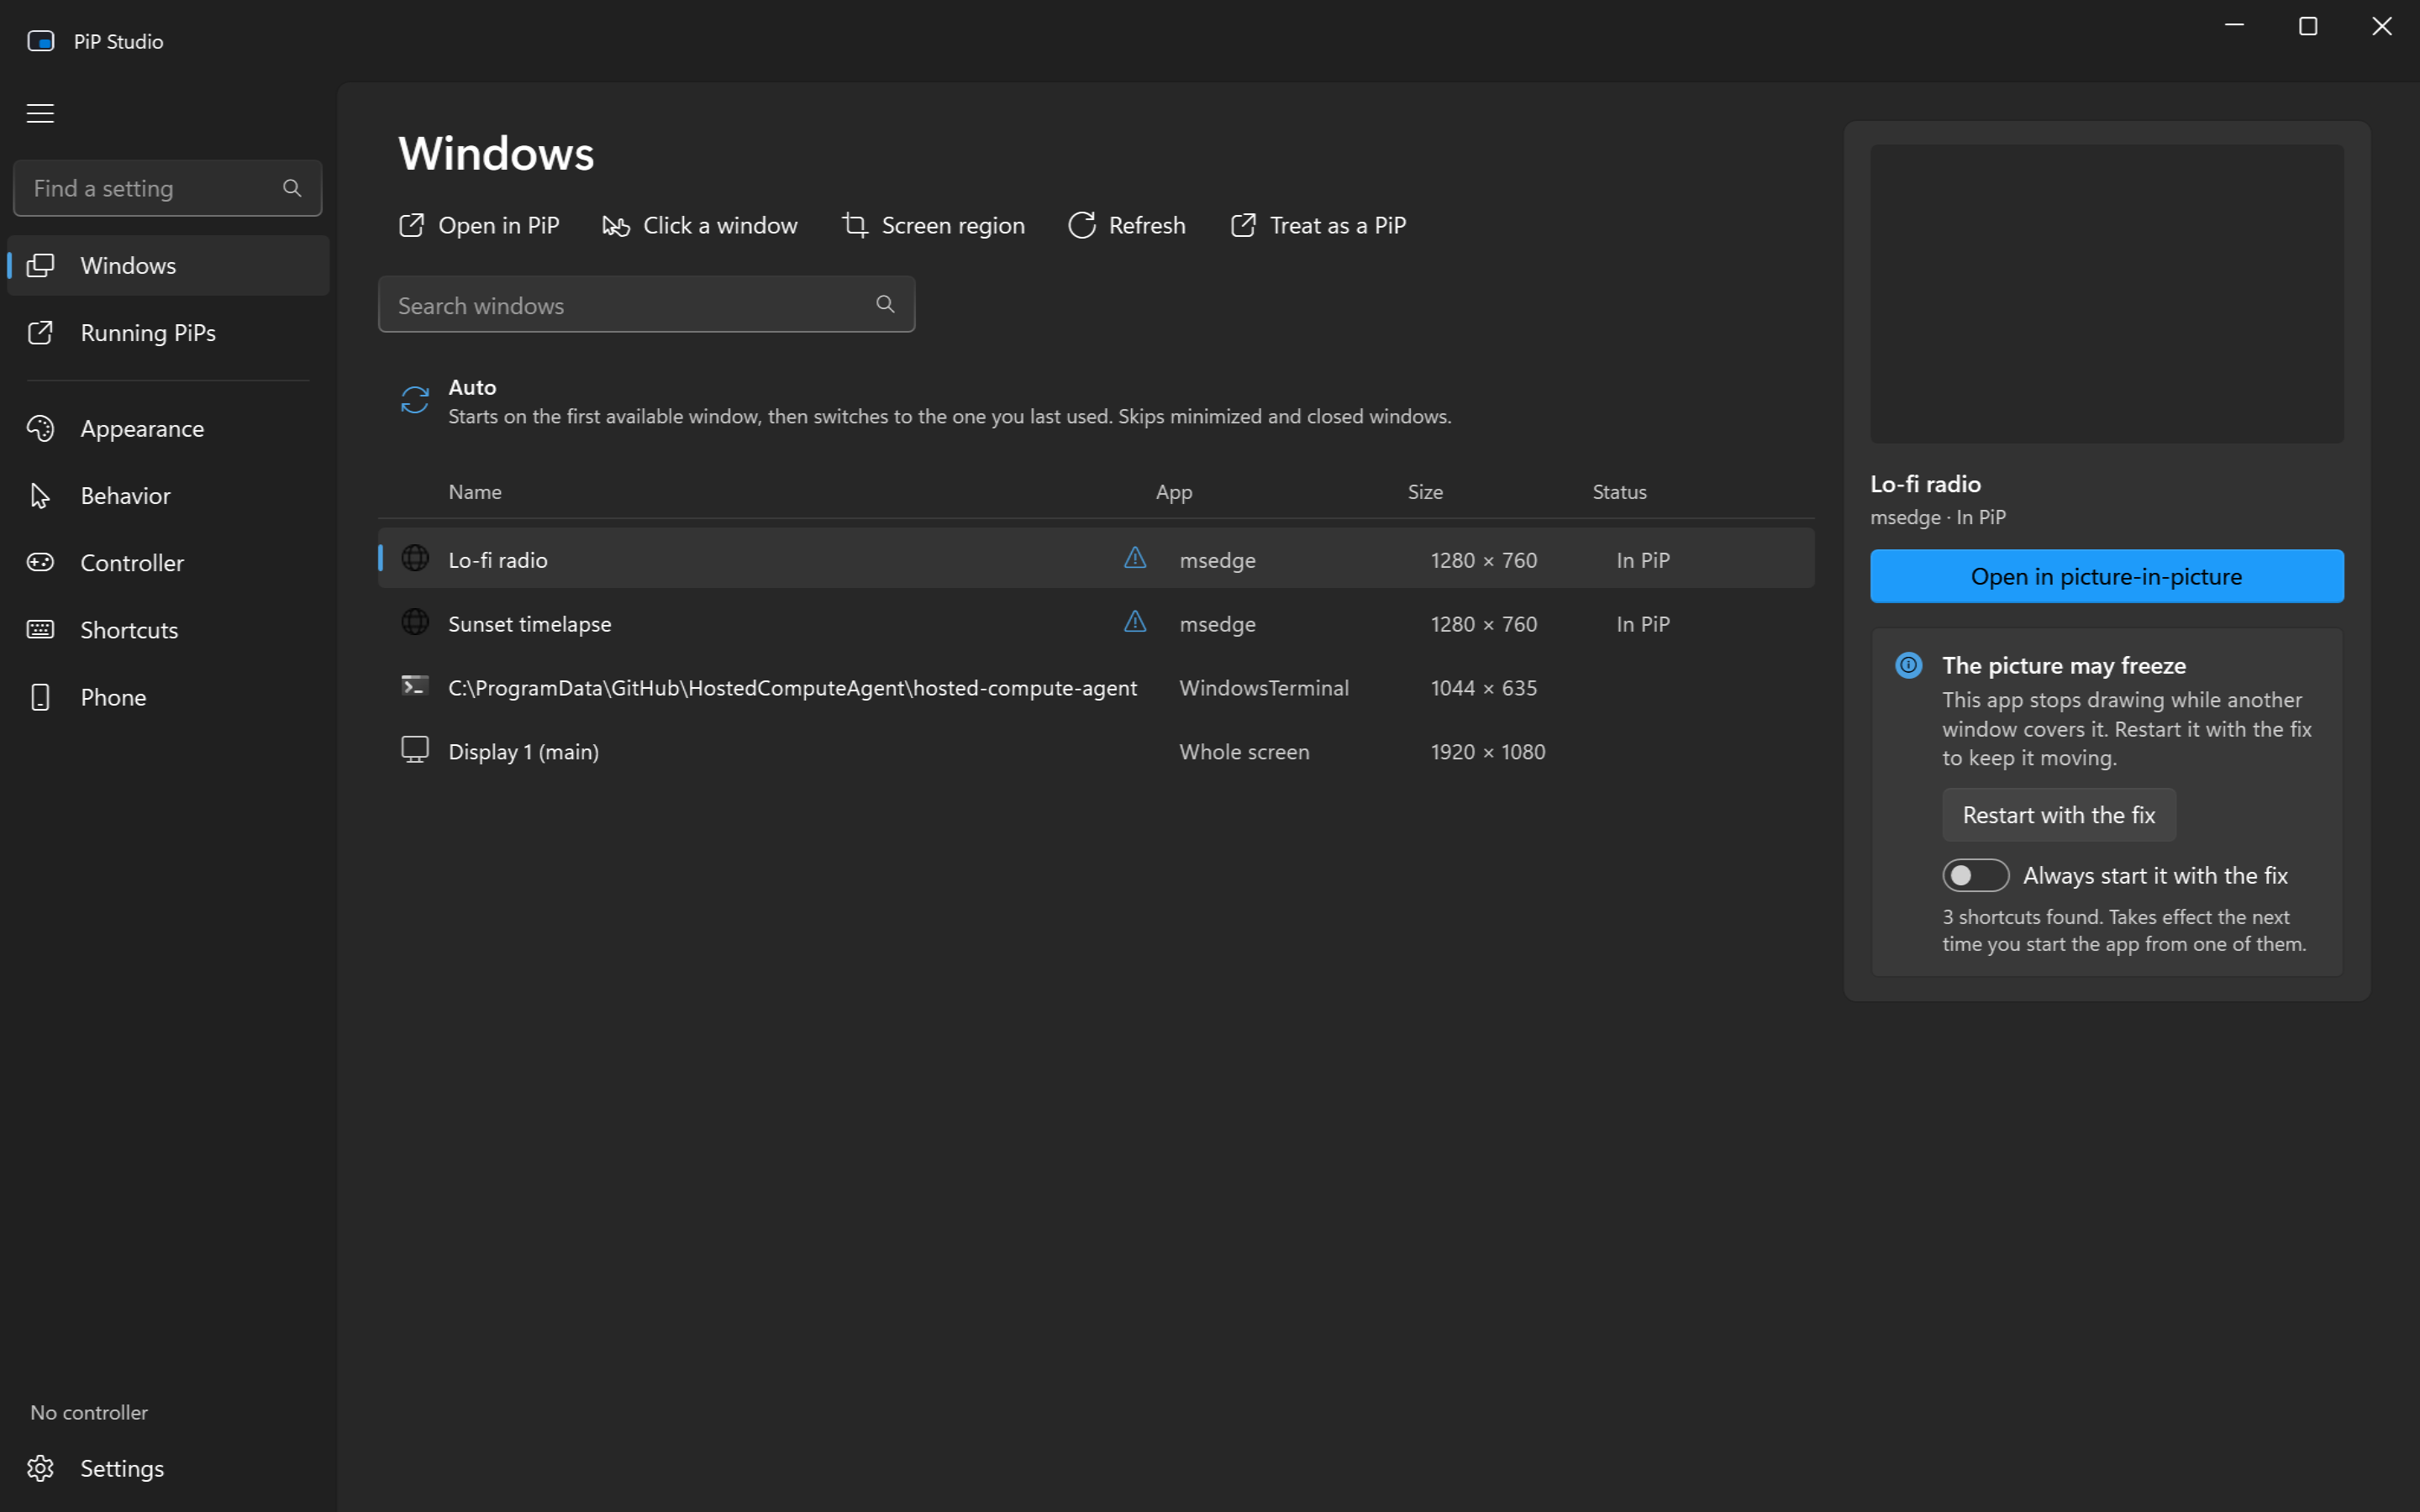 PiP Studio
Find a setting
Windows
Running PiPs
Appearance
Behavior
Controller
Shortcuts
Phone
No controller
Settings
Windows
Open in PiP
Click a window
Screen region
Refresh
Treat as a PiP
Search windows
Auto
Starts on the first available window, then switches to the one you last used. Skips minimized and closed windows.
Name App Size Status
Lo-fi radio msedge 1280 × 760 In PiP
Sunset timelapse msedge 1280 × 760 In PiP
C:\ProgramData\GitHub\HostedComputeAgent\hosted-compute-agent WindowsTerminal 1044 × 635
Display 1 (main) Whole screen 1920 × 1080
Lo-fi radio
msedge · In PiP
Open in picture-in-picture
The picture may freeze
This app stops drawing while another
window covers it. Restart it with the fix
to keep it moving.
Restart with the fix
Always start it with the fix
3 shortcuts found. Takes effect the next
time you start the app from one of them.